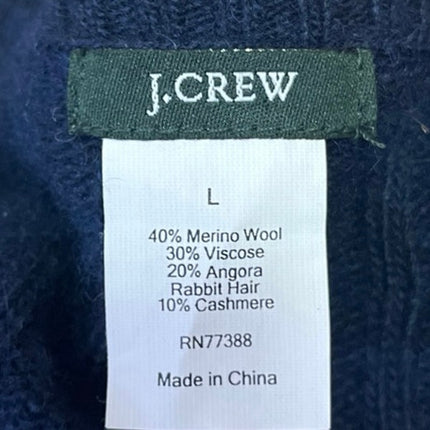 J.CREW
L
40% Merino Wool
30% Viscose
20% Angora
Rabbit Hair
10% Cashmere
RN77388
Made in China